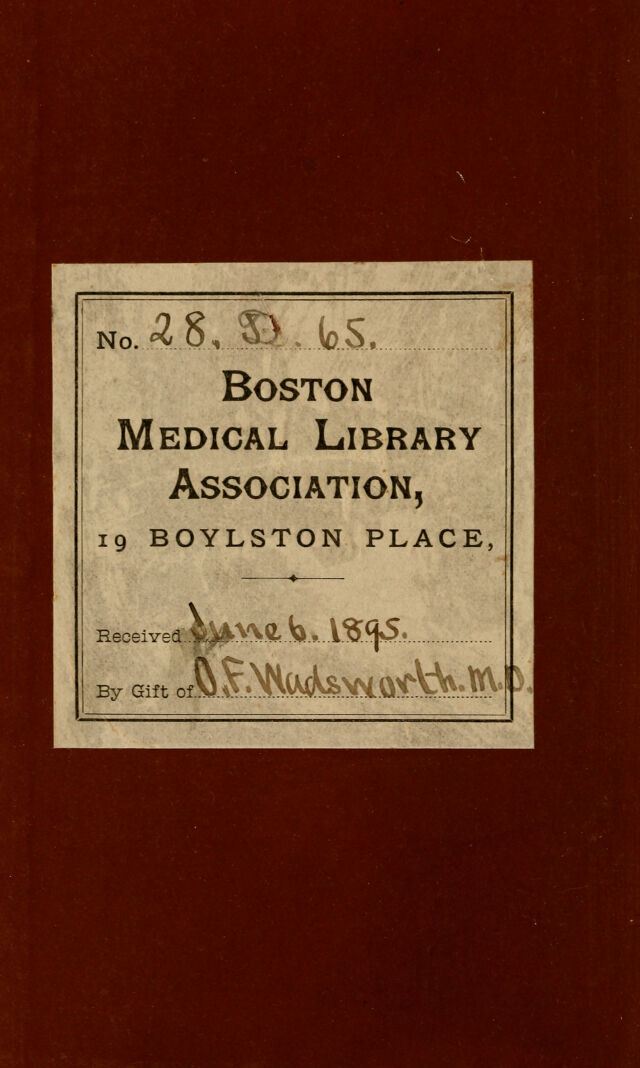 No. 28. D. 65.
BOSTON
MEDICAL LIBRARY
ASSOCIATION,
19 BOYLSTON PLACE,
Received June 6. 1895.
By Gift of O. F. Wadsworth. M.D.